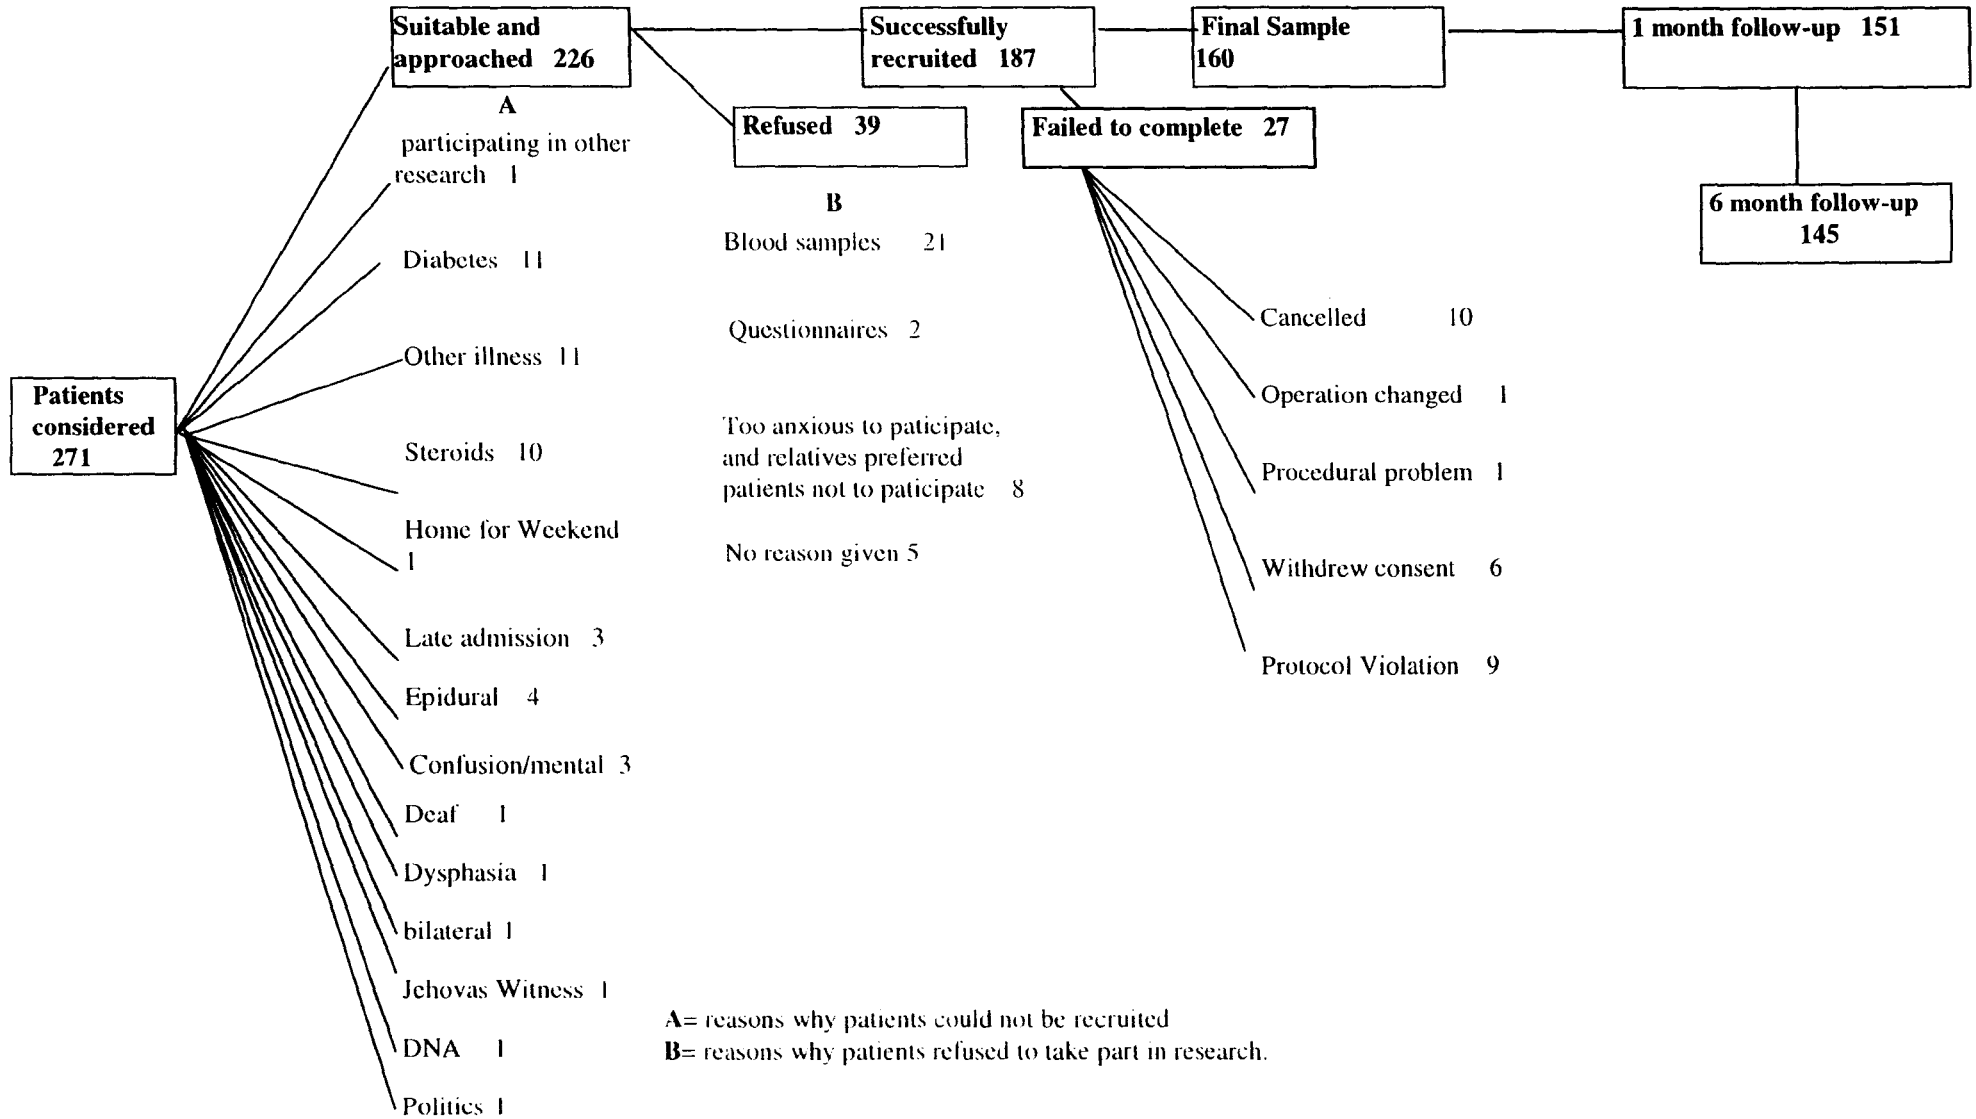 Suitable and
approached 226
Successfully
recruited 187
Final Sample
160
1 month follow-up 151
A
Refused 39
Failed to complete 27
participating in other
research 1
B
6 month follow-up
145
Blood samples 21
Diabetes 11
Cancelled 10
Questionnaires 2
Other illness 11
Patients
considered
271
Operation changed 1
Too anxious to paticipate,
and relatives preferred
patients not to paticipate 8
Steroids 10
Procedural problem 1
Home for Weekend
1
No reason given 5
Withdrew consent 6
Late admission 3
Protocol Violation 9
Epidural 4
Confusion/mental 3
Deaf 1
Dysphasia 1
bilateral 1
Jehovas Witness 1
A= reasons why patients could not be recruited
B= reasons why patients refused to take part in research.
DNA 1
Politics 1